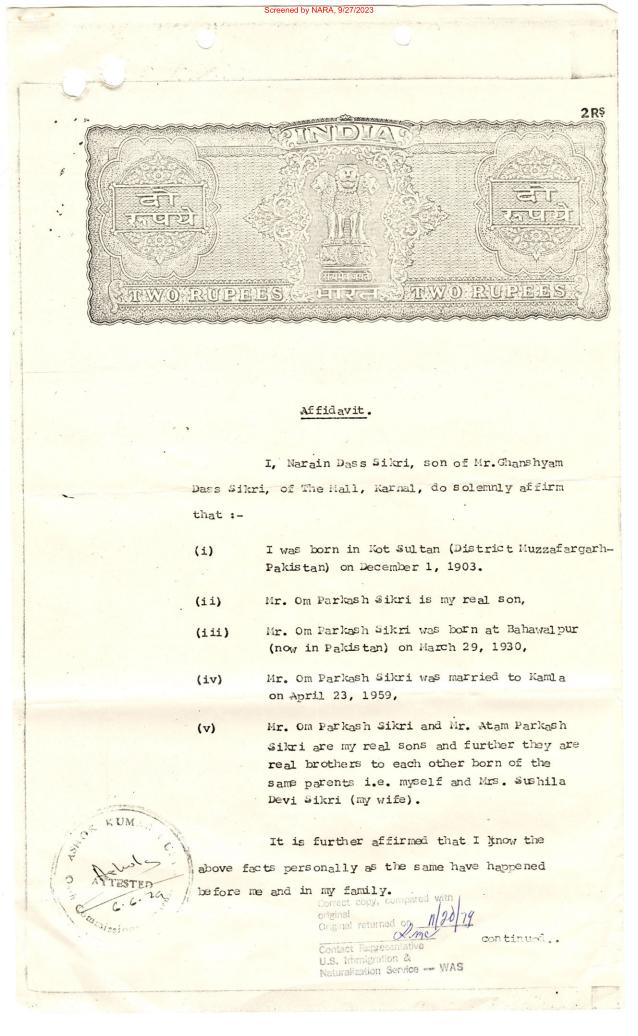 Screened by NARA, 9/27/2023
2RS
INDIA
दो
रूपये
दो
रूपये
TWO RUPEES
भारत
TWO RUPEES
Affidavit.
I, Narain Dass Sikri, son of Mr.Ghanshyam
Dass Sikri, of The Mall, Karnal, do solemnly affirm
that :-
(i) I was born in Kot Sultan (District Muzzafargarh-
Pakistan) on December 1, 1903.
(ii) Mr. Om Parkash Sikri is my real son,
(iii) Mr. Om Parkash Sikri was born at Bahawalpur
(now in Pakistan) on March 29, 1930,
(iv) Mr. Om Parkash Sikri was married to Kamla
on April 23, 1959,
(v) Mr. Om Parkash Sikri and Mr. Atam Parkash
Sikri are my real sons and further they are
real brothers to each other born of the
same parents i.e. myself and Mrs. Sushila
Devi Sikri (my wife).
It is further affirmed that I know the
above facts personally as the same have happened
before me and in my family.
ASHOK KUMAR
ATTESTED
6.6.79
Correct copy, compared with
original
Original returned on 11/20/79
Contact Representative
U.S. Immigration &
Naturalization Service -- WAS
continued..